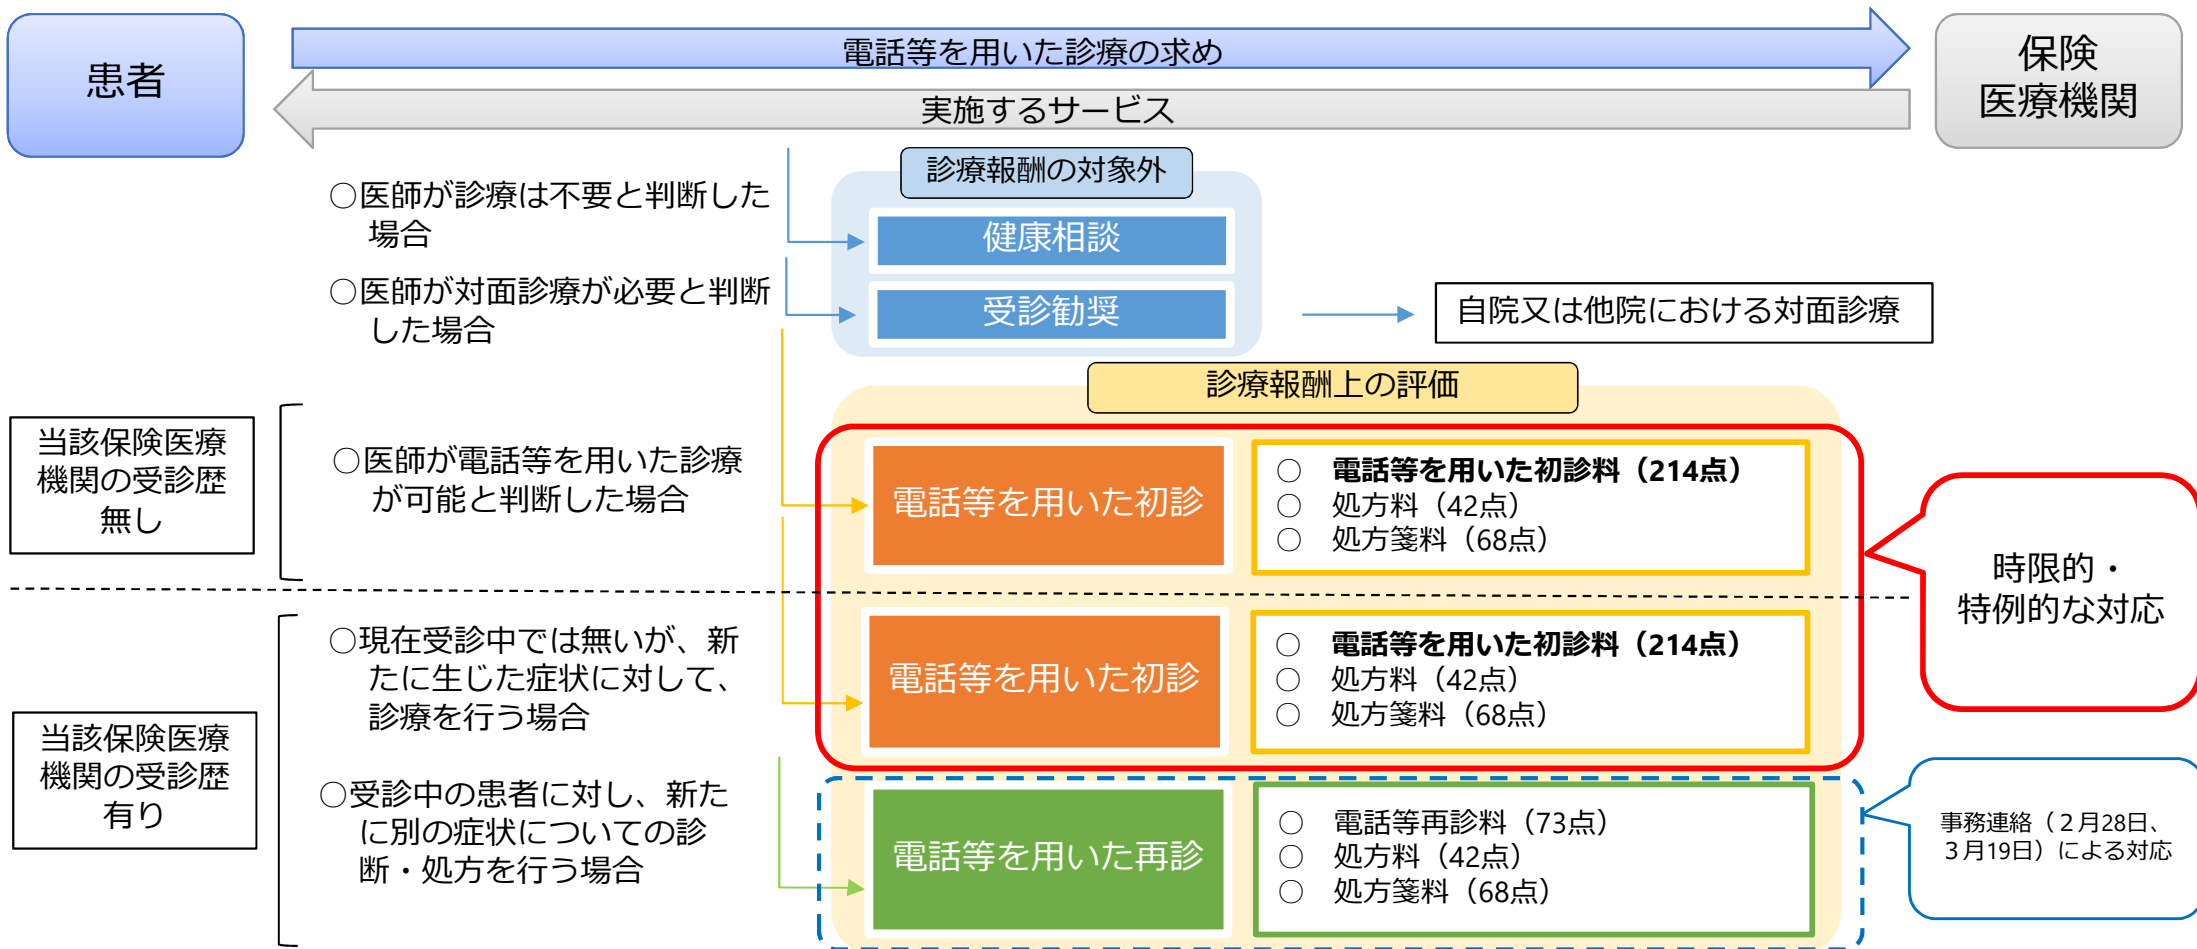 患者
電話等を用いた診療の求め
実施するサービス
保険
医療機関
診療報酬の対象外
○医師が診療は不要と判断した
場合
健康相談
○医師が対面診療が必要と判断
した場合
受診勧奨
自院又は他院における対面診療
診療報酬上の評価
当該保険医療
機関の受診歴
無し
○医師が電話等を用いた診療
が可能と判断した場合
電話等を用いた初診
○ 電話等を用いた初診料（214点）
○ 処方料（42点）
○ 処方箋料（68点）
時限的・
特例的な対応
当該保険医療
機関の受診歴
有り
○現在受診中では無いが、新
たに生じた症状に対して、
診療を行う場合
電話等を用いた初診
○ 電話等を用いた初診料（214点）
○ 処方料（42点）
○ 処方箋料（68点）
○受診中の患者に対し、新た
に別の症状についての診
断・処方を行う場合
電話等を用いた再診
○ 電話等再診料（73点）
○ 処方料（42点）
○ 処方箋料（68点）
事務連絡（２月28日、
３月19日）による対応